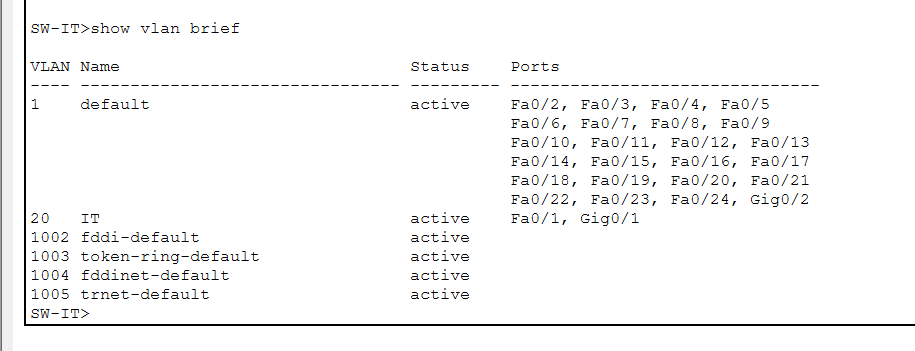 SW-IT>show vlan brief
VLAN Name                             Status    Ports
---- -------------------------------- --------- -------------------------------
1    default                          active    Fa0/2, Fa0/3, Fa0/4, Fa0/5
                                                Fa0/6, Fa0/7, Fa0/8, Fa0/9
                                                Fa0/10, Fa0/11, Fa0/12, Fa0/13
                                                Fa0/14, Fa0/15, Fa0/16, Fa0/17
                                                Fa0/18, Fa0/19, Fa0/20, Fa0/21
                                                Fa0/22, Fa0/23, Fa0/24, Gig0/2
20   IT                               active    Fa0/1, Gig0/1
1002 fddi-default                     active
1003 token-ring-default               active
1004 fddinet-default                  active
1005 trnet-default                    active
SW-IT>